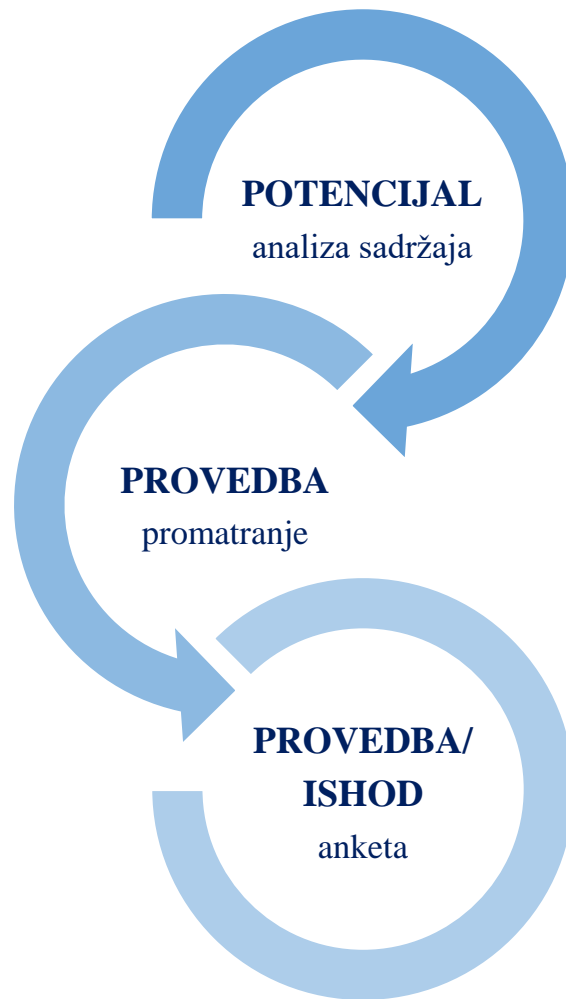 POTENCIJAL
analiza sadržaja
PROVEDBA
promatranje
PROVEDBA/
ISHOD
anketa